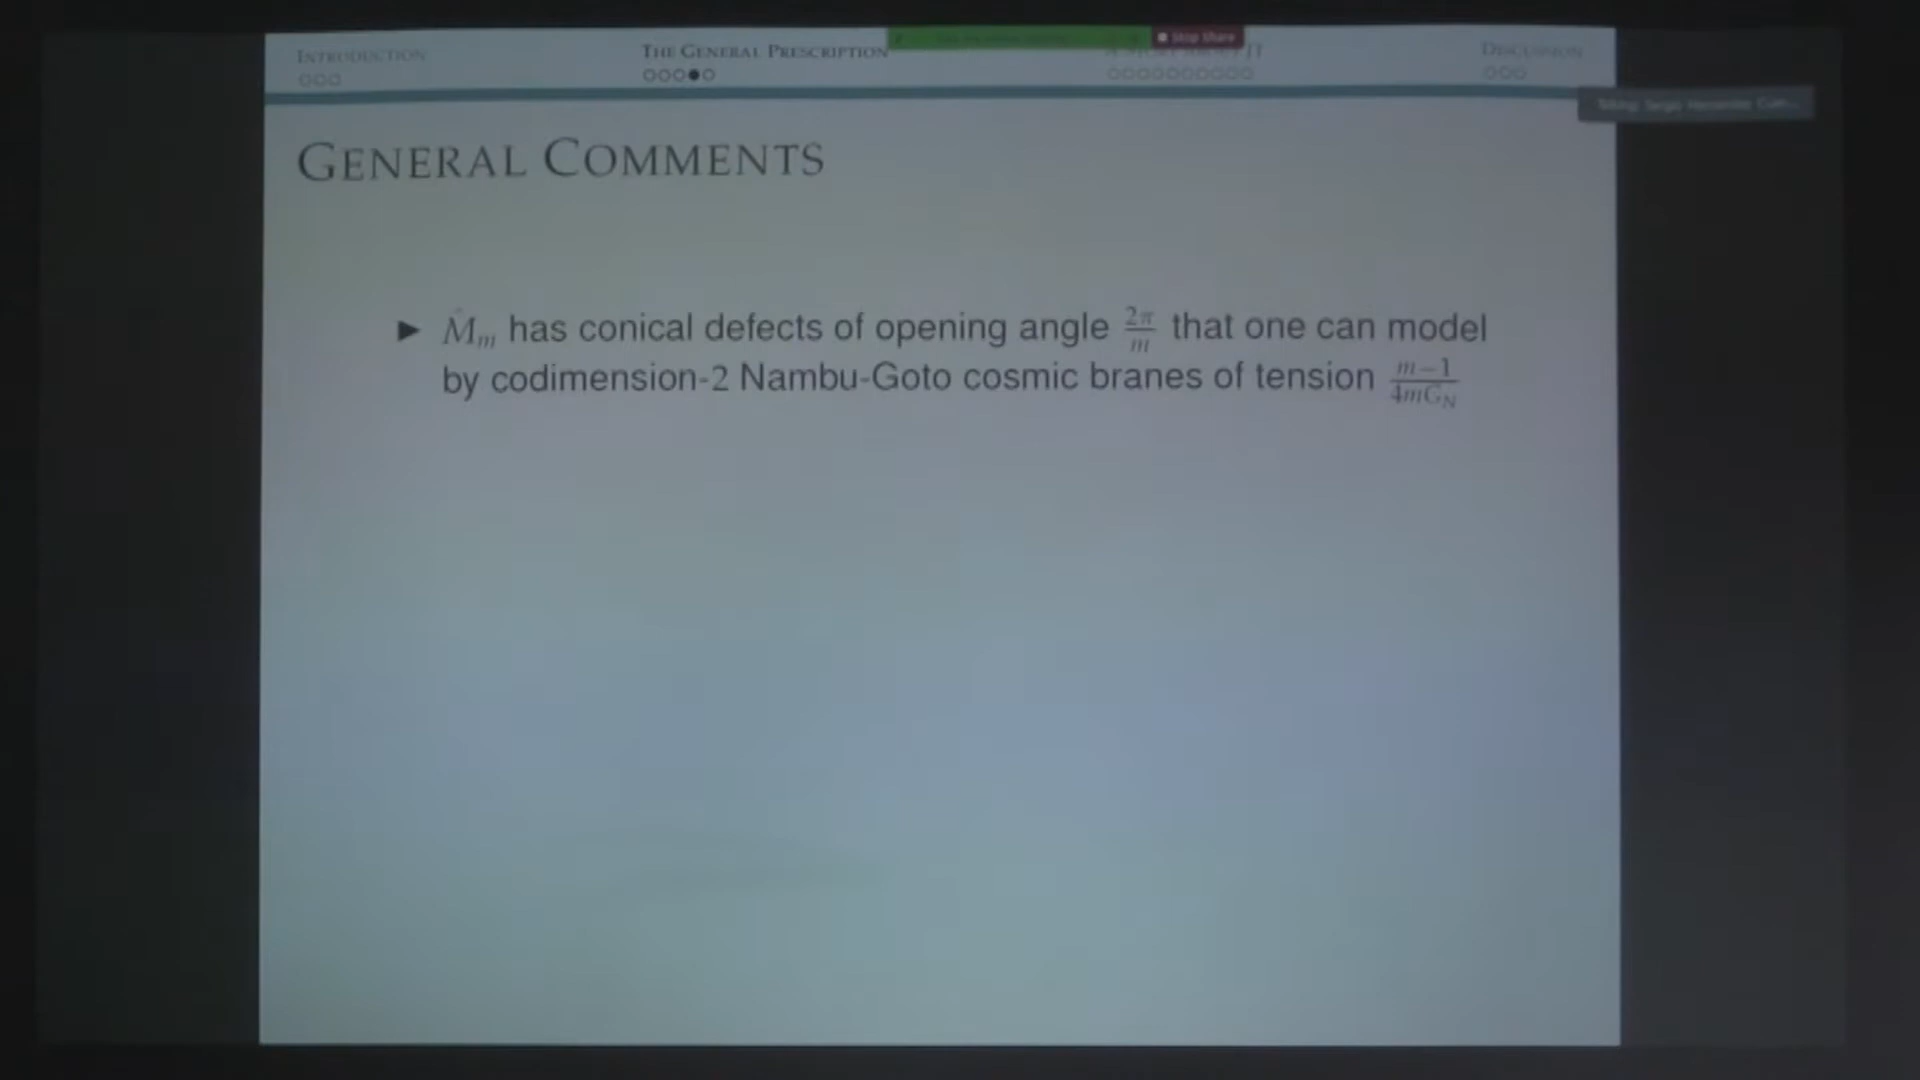 INTRODUCTION
THE GENERAL PRESCRIPTION
Stop Share
DISCUSSION
GENERAL COMMENTS
► M̂ₘ has conical defects of opening angle 2π/m that one can model
by codimension-2 Nambu-Goto cosmic branes of tension m−1/4mG_N